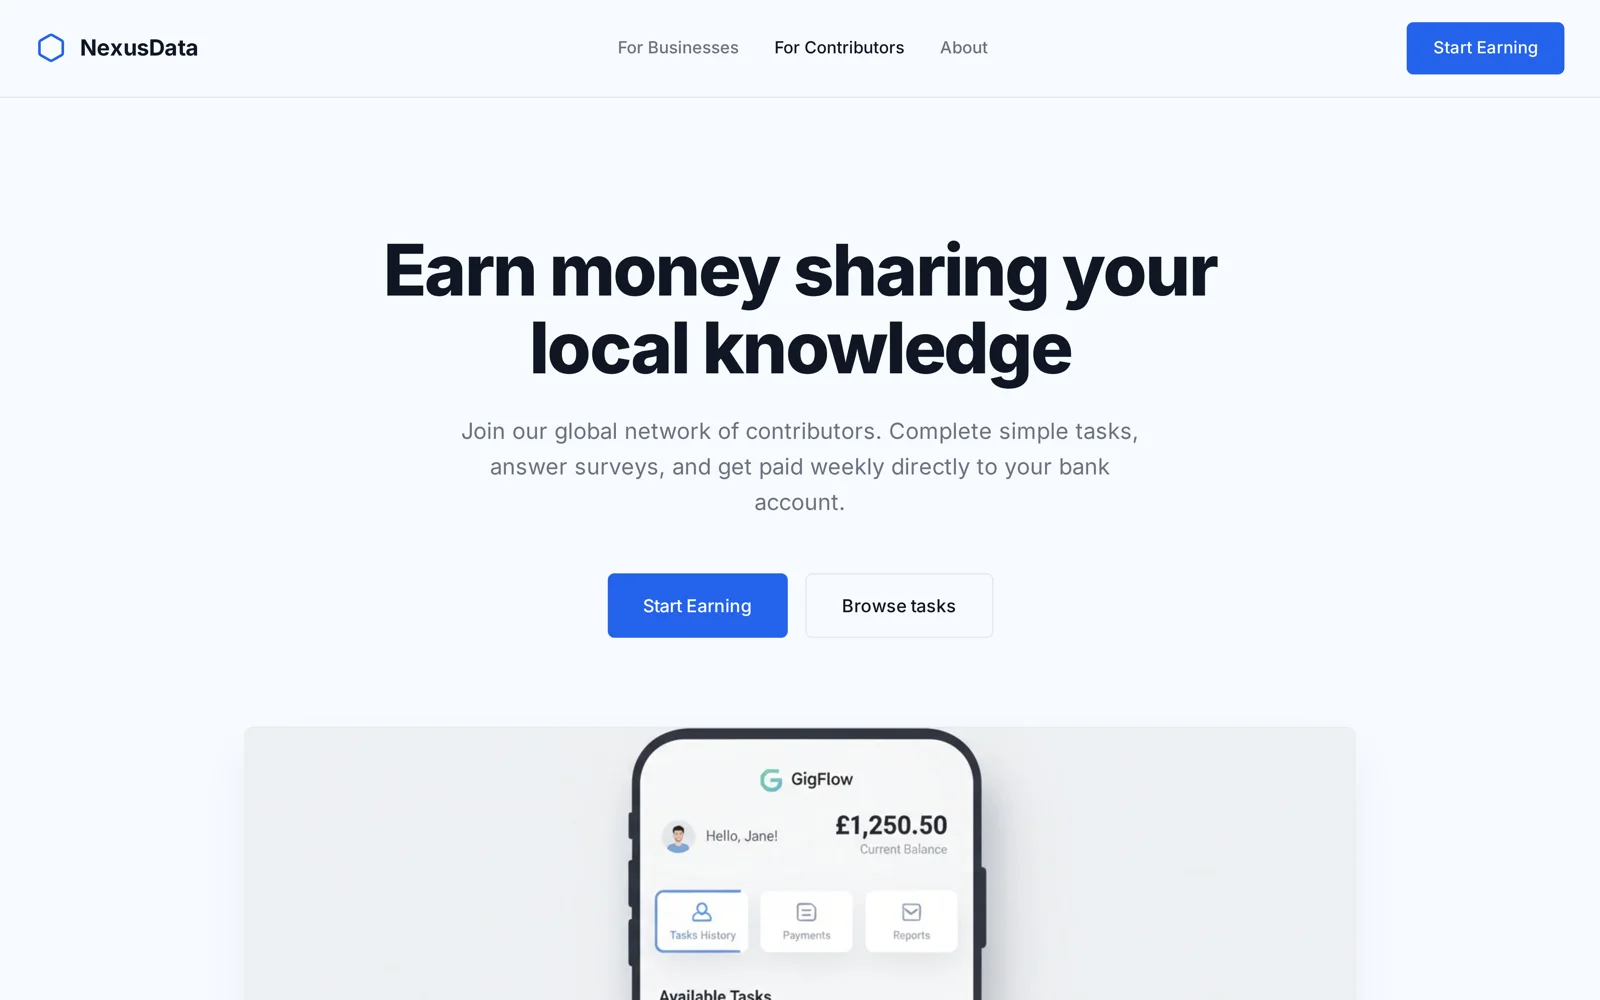 NexusData
For Businesses
For Contributors
About
Start Earning
Earn money sharing your
local knowledge
Join our global network of contributors. Complete simple tasks,
answer surveys, and get paid weekly directly to your bank
account.
Start Earning
Browse tasks
GigFlow
Hello, Jane!
£1,250.50
Current Balance
Tasks History
Payments
Reports
Available Tasks